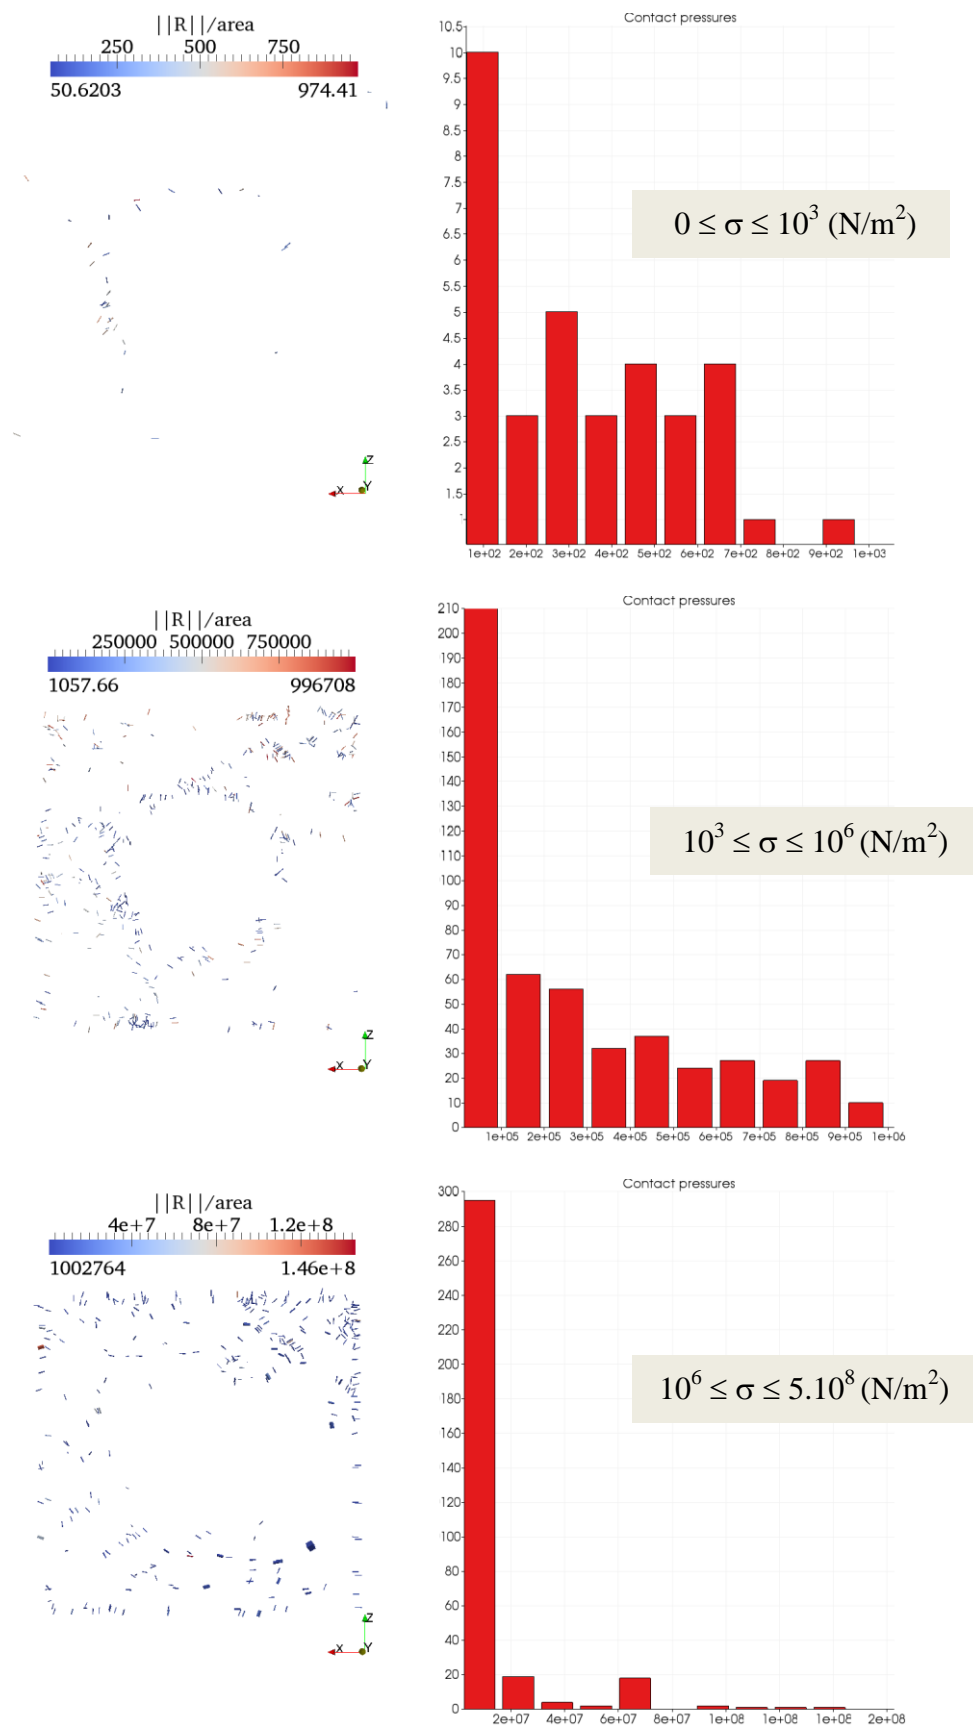 ||R||/area
250 500 750
50.6203 974.41
Z
X Y
Contact pressures
10.5
10
9.5
9
8.5
8
7.5
7
6.5
6
5.5
5
4.5
4
3.5
3
2.5
2
1.5
1e+02 2e+02 3e+02 4e+02 5e+02 6e+02 7e+02 8e+02 9e+02 1e+03
0 ≤ σ ≤ 10³ (N/m²)
||R||/area
250000 500000 750000
1057.66 996708
Z
X Y
Contact pressures
210
200
190
180
170
160
150
140
130
120
110
100
90
80
70
60
50
40
30
20
10
0
1e+05 2e+05 3e+05 4e+05 5e+05 6e+05 7e+05 8e+05 9e+05 1e+06
10³ ≤ σ ≤ 10⁶ (N/m²)
||R||/area
4e+7 8e+7 1.2e+8
1002764 1.46e+8
Z
X Y
Contact pressures
300
280
260
240
220
200
180
160
140
120
100
80
60
40
20
0
2e+07 4e+07 6e+07 8e+07 1e+08 1e+08 1e+08 2e+08
10⁶ ≤ σ ≤ 5.10⁸ (N/m²)